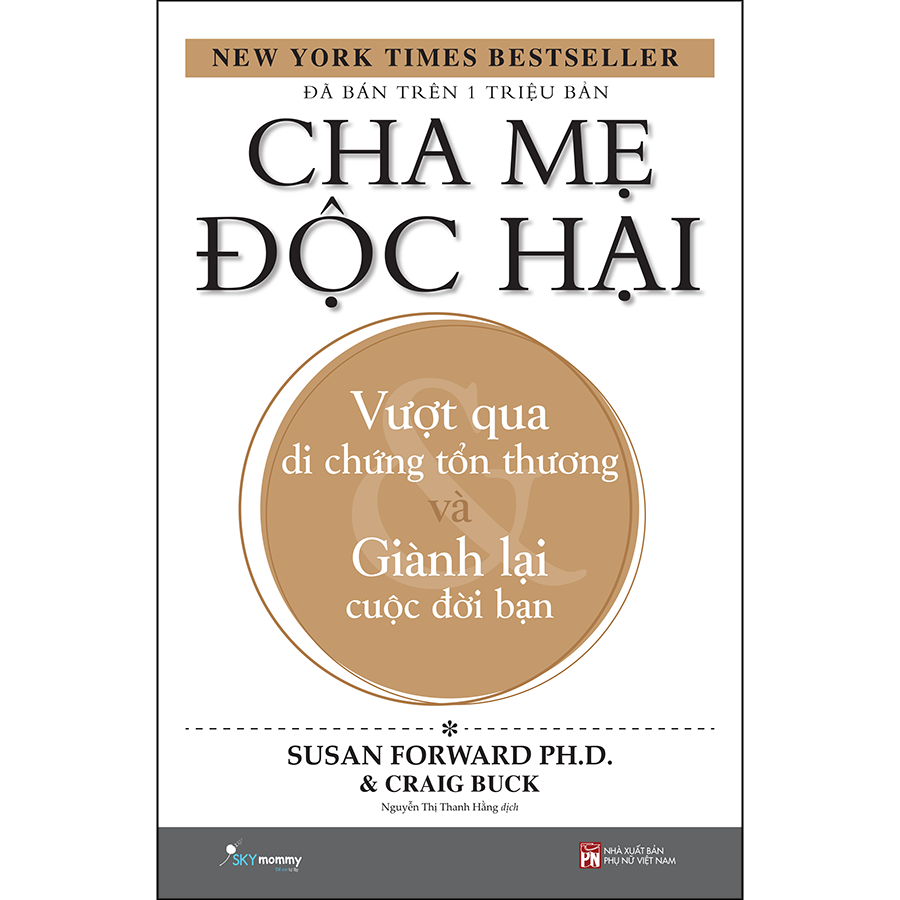 NEW YORK TIMES BESTSELLER
ĐÃ BÁN TRÊN 1 TRIỆU BẢN
CHA MẸ
ĐỘC HẠI
&
Vượt qua
di chứng tổn thương
và
Giành lại
cuộc đời bạn
*
SUSAN FORWARD PH.D.
& CRAIG BUCK
Nguyễn Thị Thanh Hằng dịch
SKYmommy
PN
NHÀ XUẤT BẢN
PHỤ NỮ VIỆT NAM